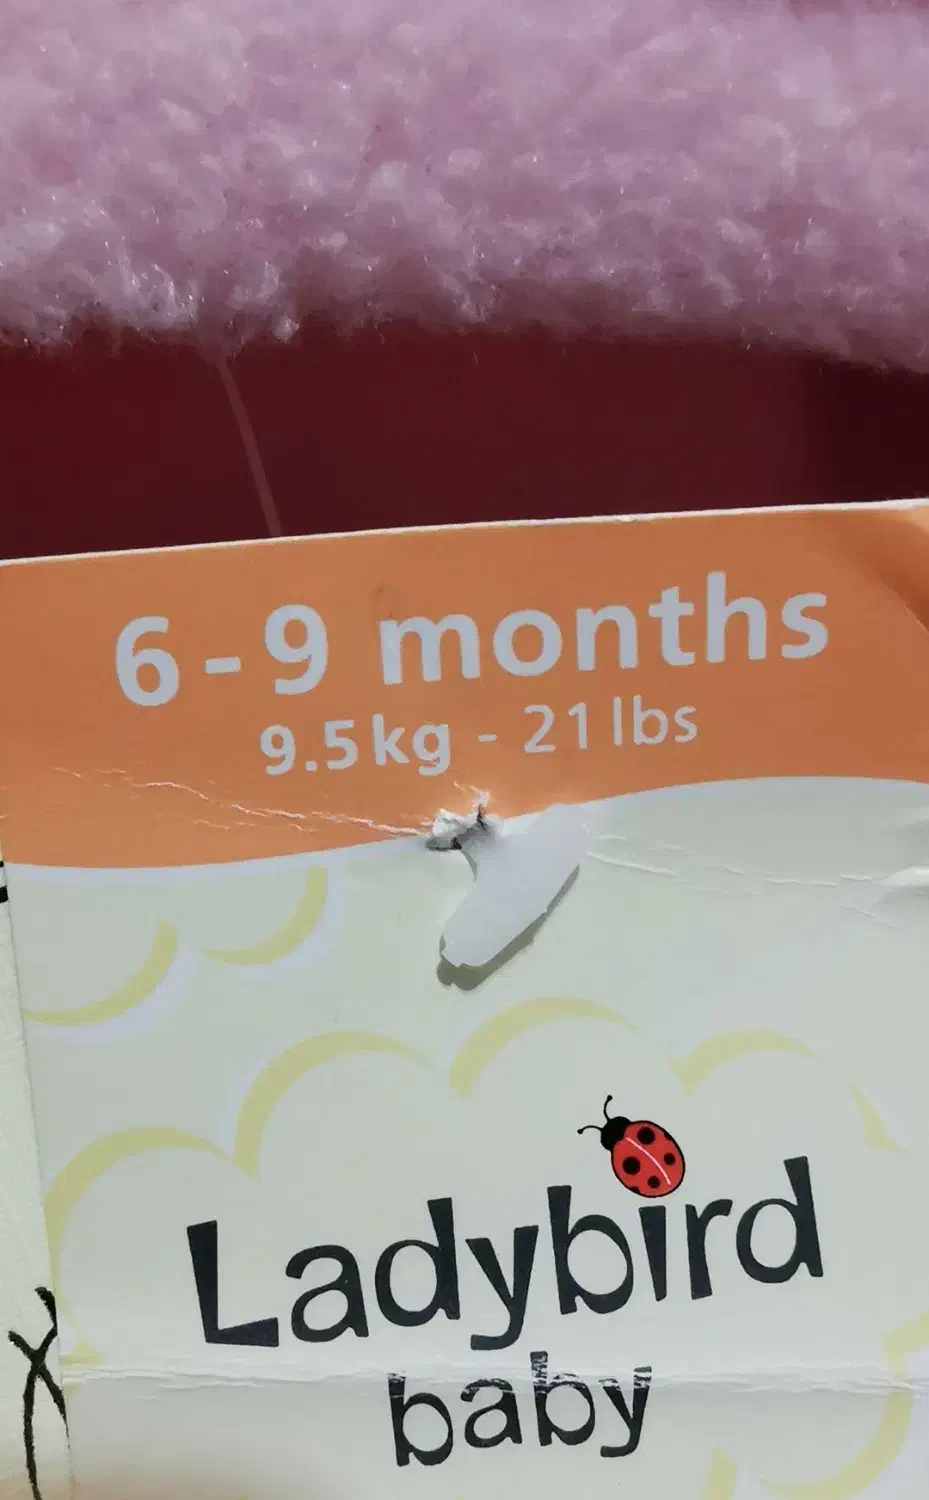 6-9 months
9.5kg - 21lbs
Ladybird
baby